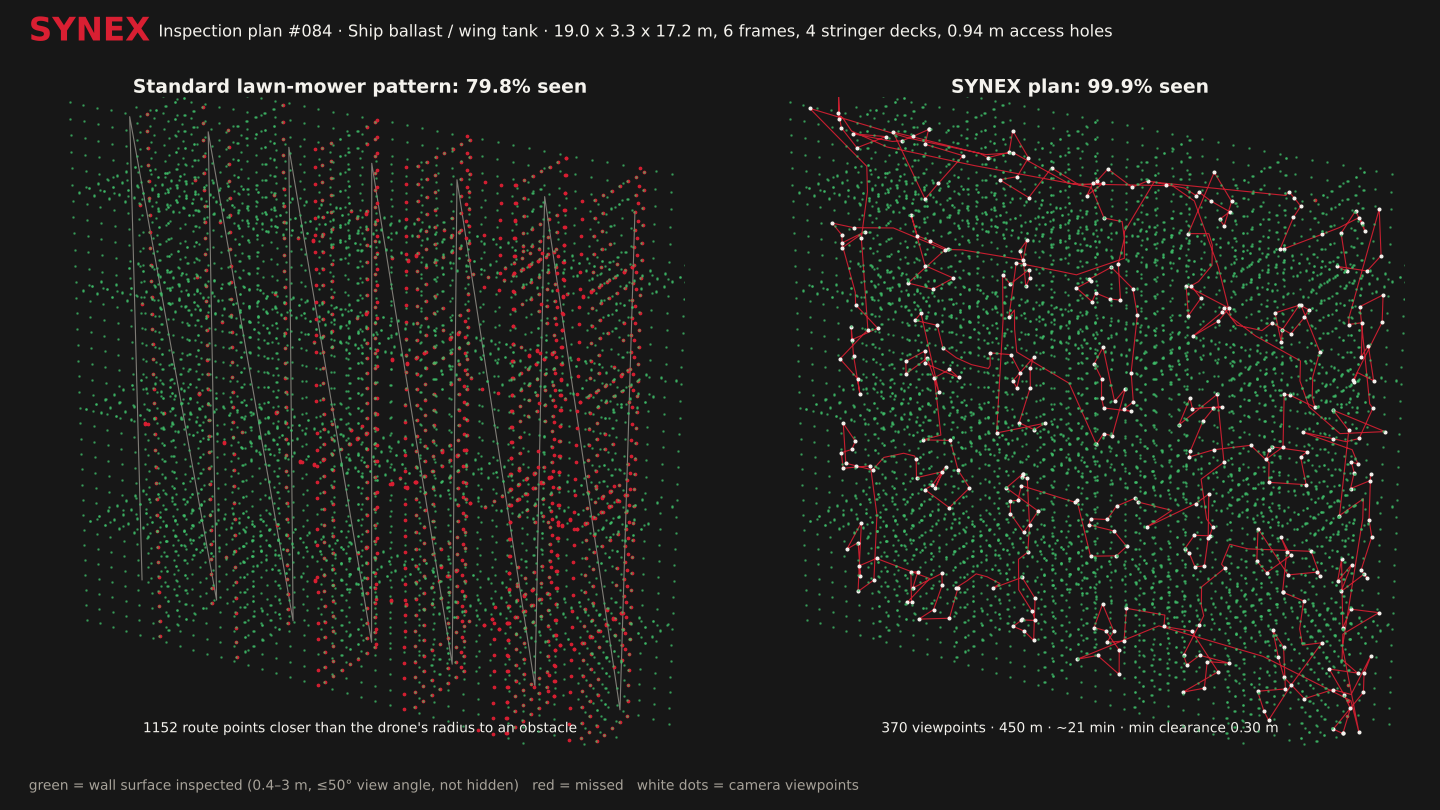 SYNEX Inspection plan #084 · Ship ballast / wing tank · 19.0 x 3.3 x 17.2 m, 6 frames, 4 stringer decks, 0.94 m access holes
Standard lawn-mower pattern: 79.8% seen
SYNEX plan: 99.9% seen
1152 route points closer than the drone's radius to an obstacle
370 viewpoints · 450 m · ~21 min · min clearance 0.30 m
green = wall surface inspected (0.4–3 m, ≤50° view angle, not hidden)   red = missed   white dots = camera viewpoints